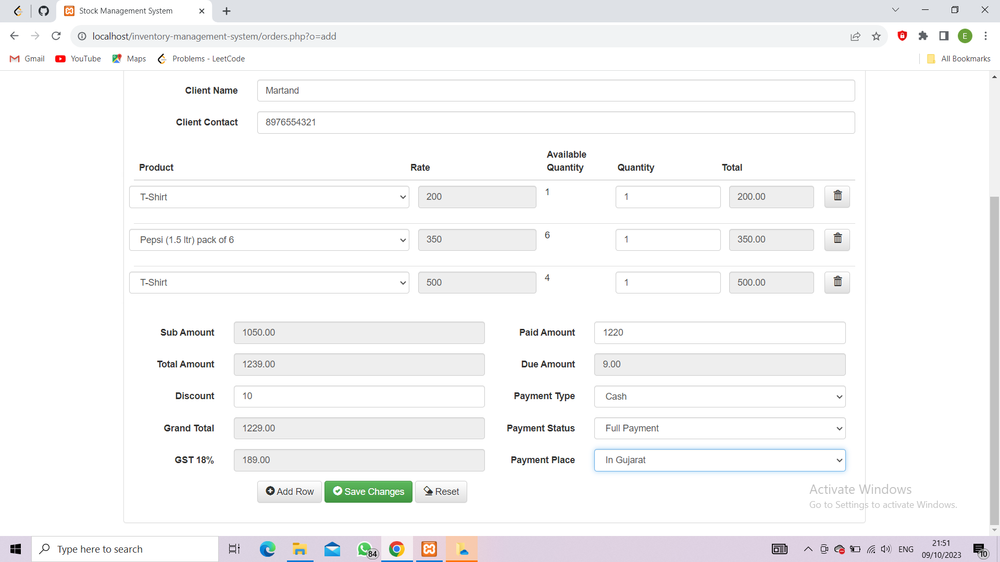 Stock Management System
localhost/inventory-management-system/orders.php?o=add
E
Gmail YouTube Maps Problems - LeetCode All Bookmarks
Client Name Martand
Client Contact 8976554321
Product Rate Available Quantity Quantity Total
T-Shirt 200 1 1 200.00
Pepsi (1.5 ltr) pack of 6 350 6 1 350.00
T-Shirt 500 4 1 500.00
Sub Amount 1050.00 Paid Amount 1220
Total Amount 1239.00 Due Amount 9.00
Discount 10 Payment Type Cash
Grand Total 1229.00 Payment Status Full Payment
GST 18% 189.00 Payment Place In Gujarat
Add Row Save Changes Reset
Activate Windows
Go to Settings to activate Windows.
Type here to search 84 ENG 21:51
09/10/2023 10